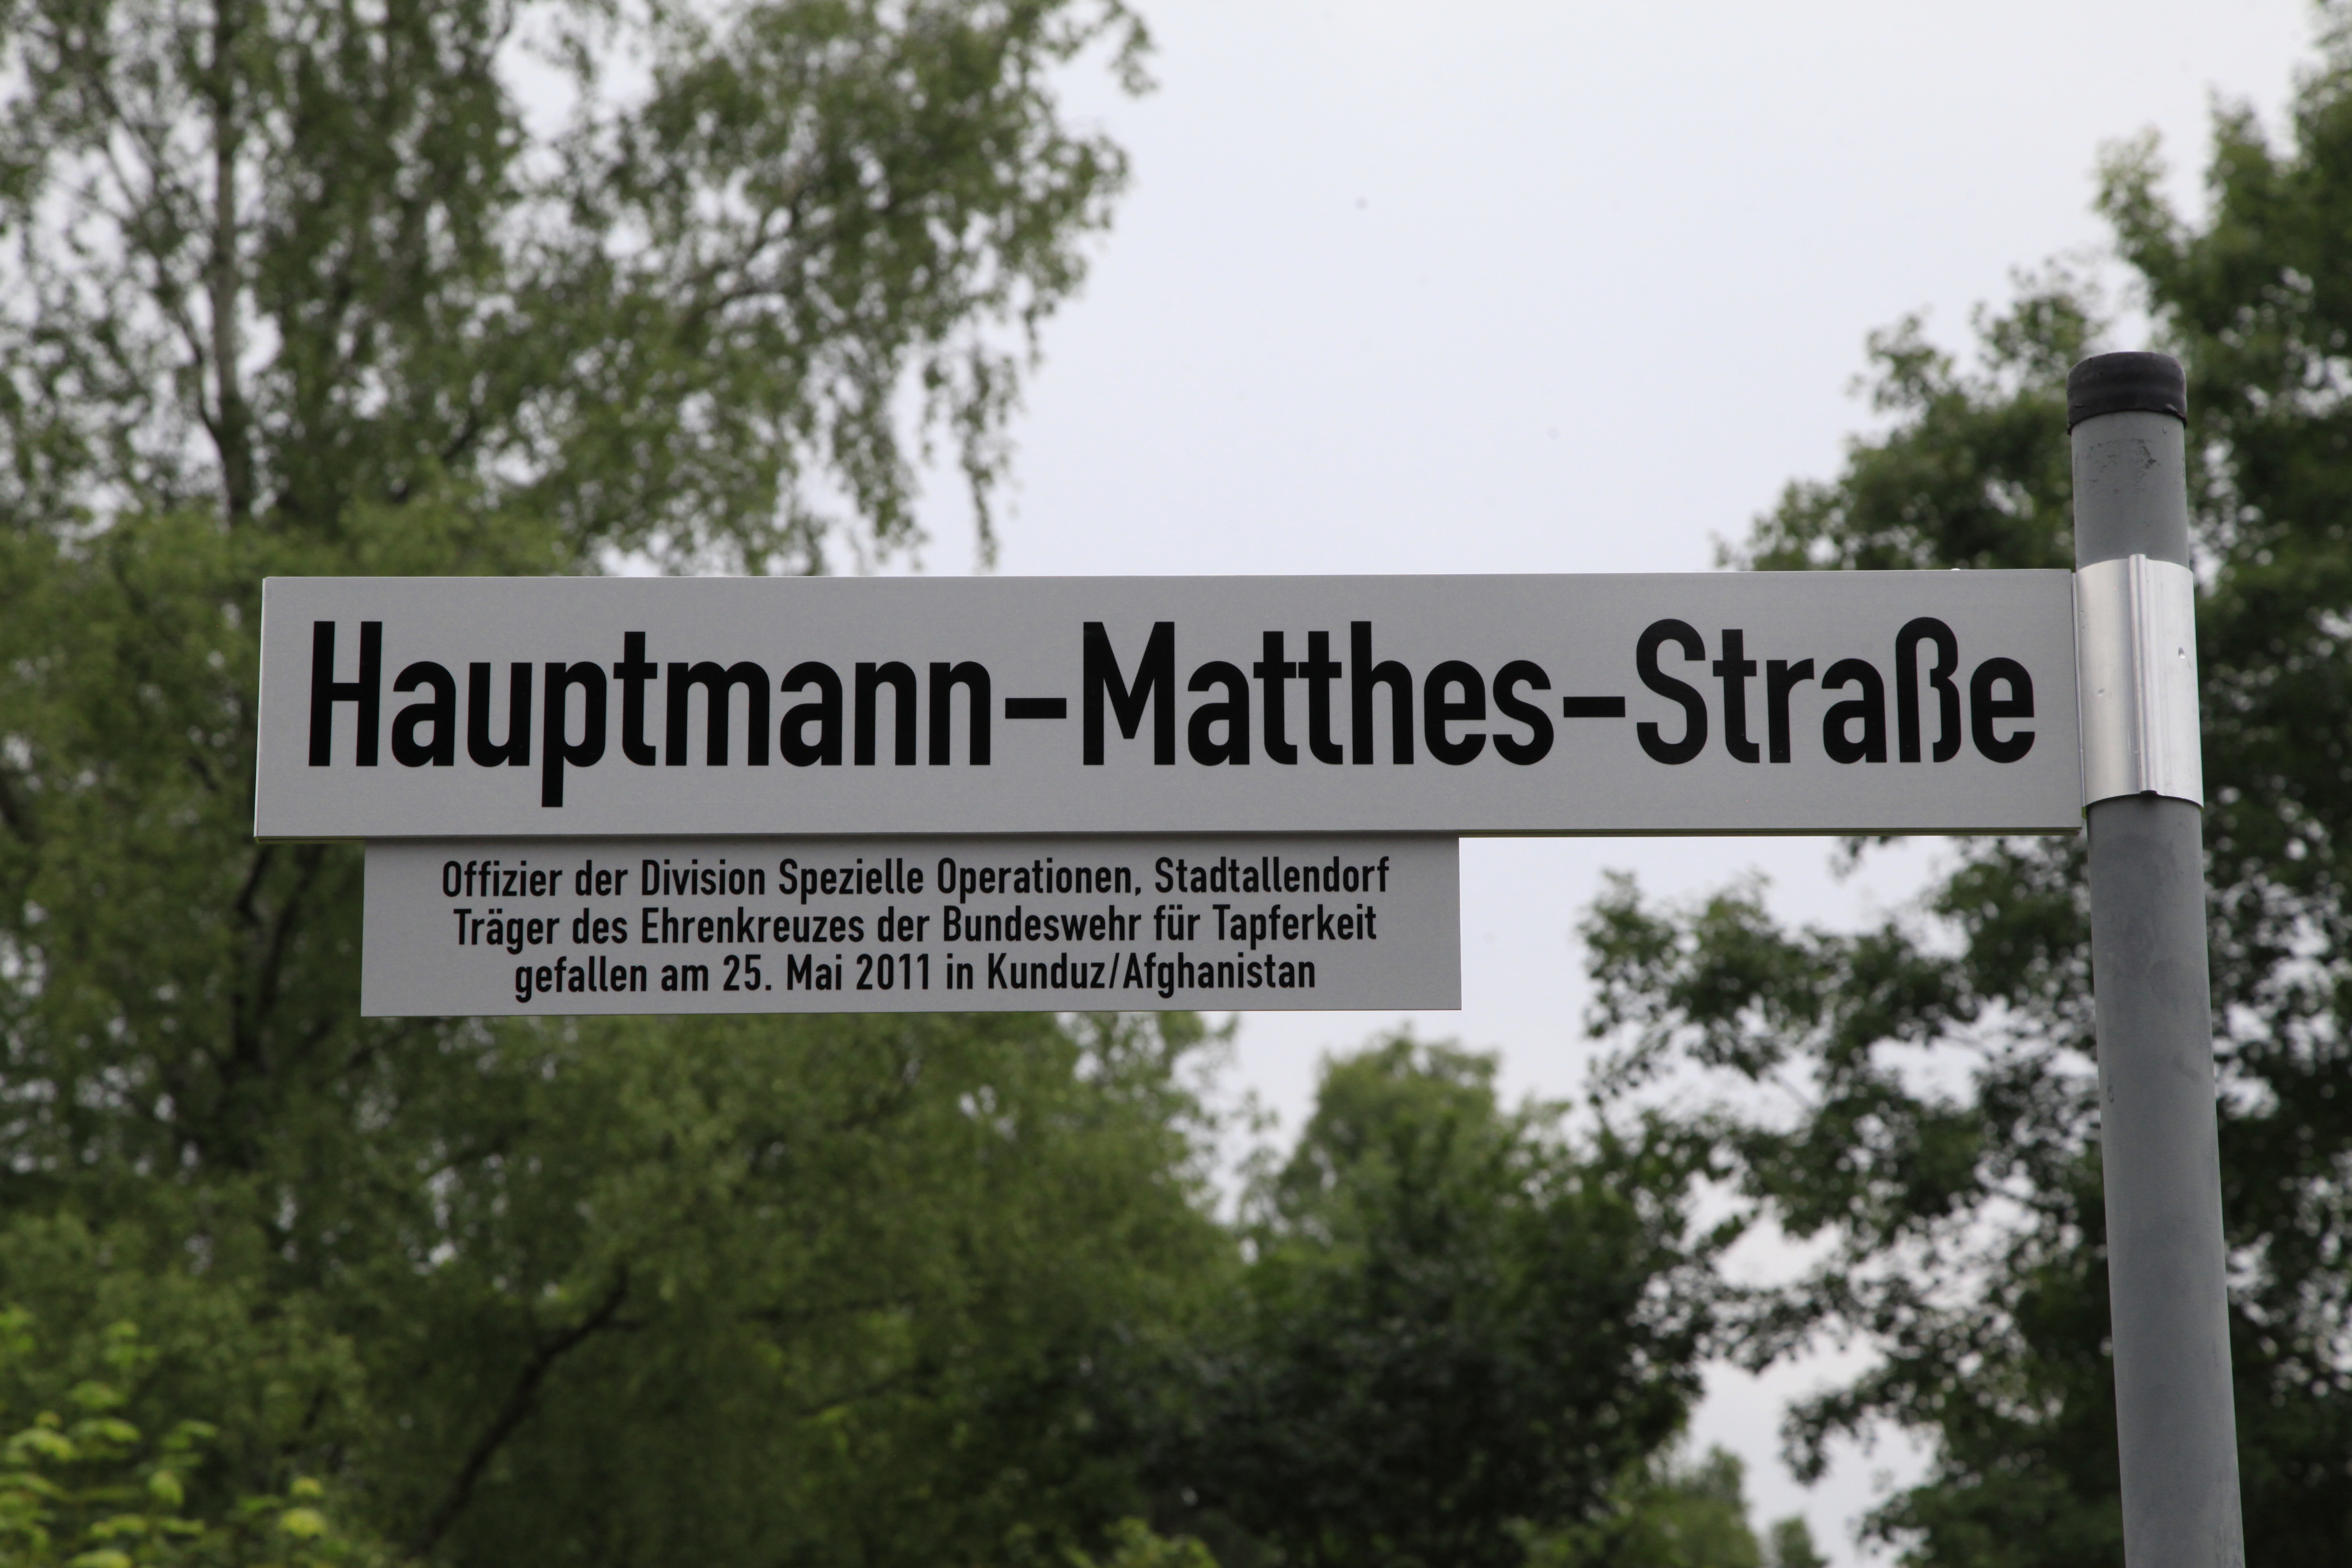 Hauptmann-Matthes-Straße
Offizier der Division Spezielle Operationen, Stadtallendorf
Träger des Ehrenkreuzes der Bundeswehr für Tapferkeit
gefallen am 25. Mai 2011 in Kunduz/Afghanistan